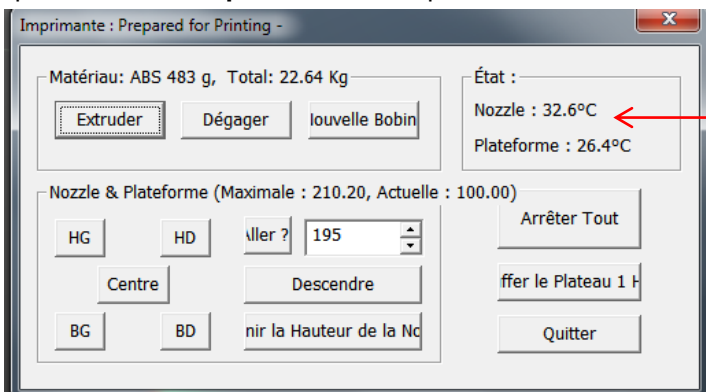 Imprimante : Prepared for Printing -
Matériau: ABS 483 g, Total: 22.64 Kg
Extruder
Dégager
Nouvelle Bobin
État :
Nozzle : 32.6ºC
Plateforme : 26.4ºC
Nozzle & Plateforme (Maximale : 210.20, Actuelle : 100.00)
HG
HD
Aller ?
195
Arrêter Tout
Centre
Descendre
ffer le Plateau 1 H
BG
BD
nir la Hauteur de la No
Quitter